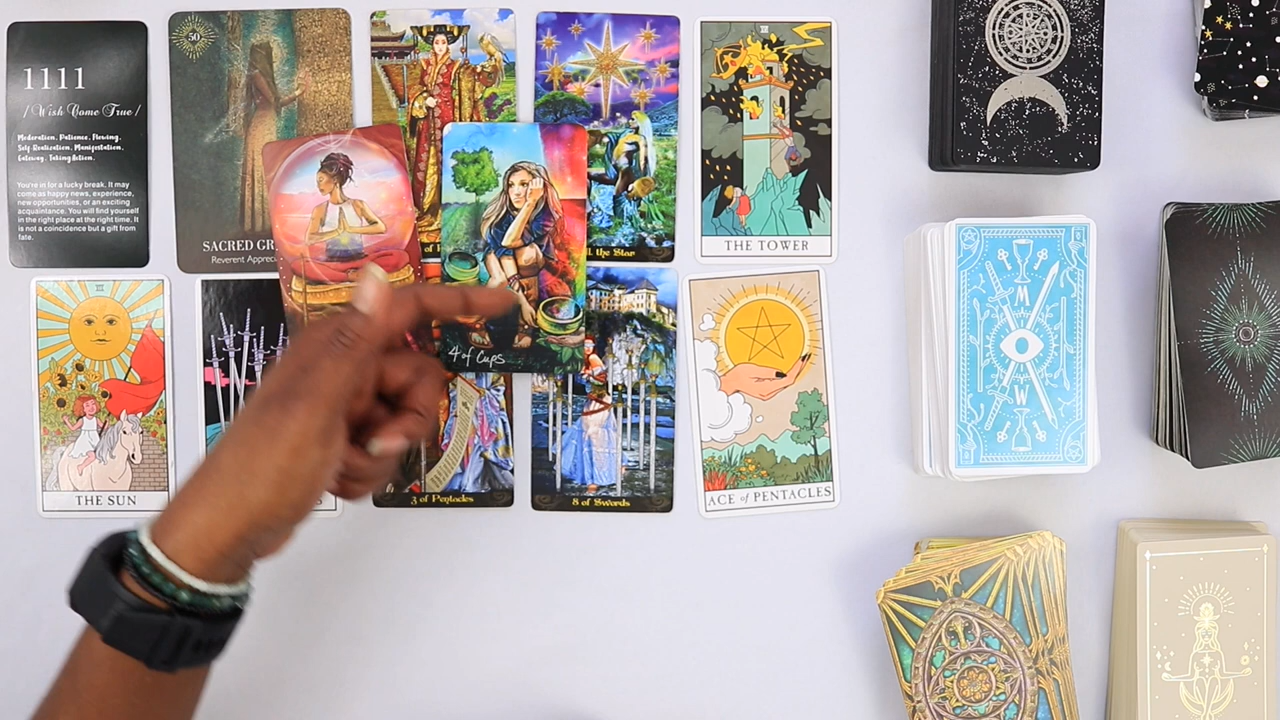 1111
/Wish Come True/
Moderation, Patience, Flowing,
Self-Realization, Manifestation,
Gateway, Taking Action.
You're in for a lucky break. It may
come as happy news, experience,
new opportunities, or an exciting
acquaintance. You will find yourself
in the right place at the right time. It
is not a coincidence but a gift from
fate.
50
SACRED GR
Reverent Apprec
of
the Star
THE TOWER
4 of Cups
THE SUN
3 of Pentacles
8 of Swords
ACE of PENTACLES
M
W